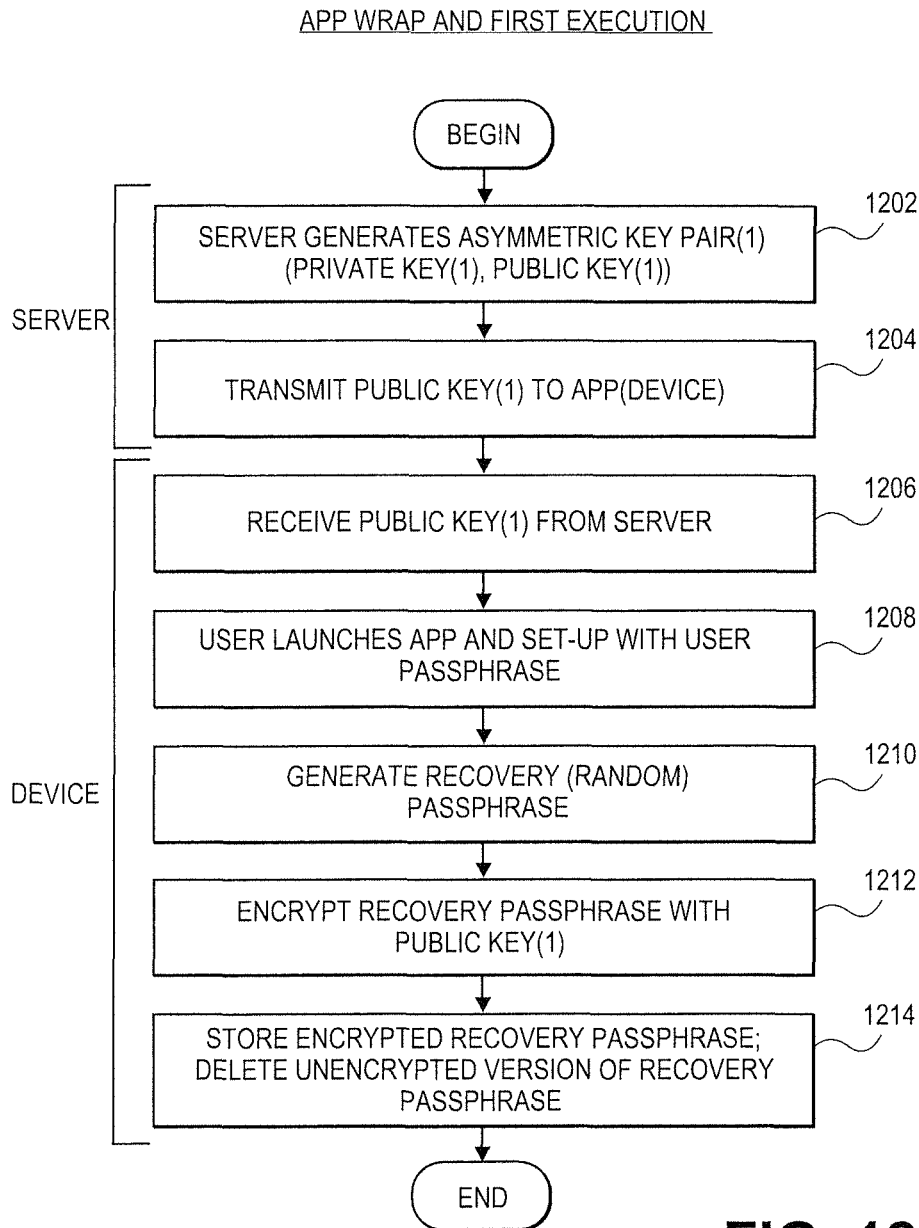 APP WRAP AND FIRST EXECUTION
BEGIN
1202
SERVER GENERATES ASYMMETRIC KEY PAIR(1)
(PRIVATE KEY(1), PUBLIC KEY(1))
SERVER
1204
TRANSMIT PUBLIC KEY(1) TO APP(DEVICE)
1206
RECEIVE PUBLIC KEY(1) FROM SERVER
1208
USER LAUNCHES APP AND SET-UP WITH USER
PASSPHRASE
1210
GENERATE RECOVERY (RANDOM)
PASSPHRASE
DEVICE
1212
ENCRYPT RECOVERY PASSPHRASE WITH
PUBLIC KEY(1)
1214
STORE ENCRYPTED RECOVERY PASSPHRASE;
DELETE UNENCRYPTED VERSION OF RECOVERY
PASSPHRASE
END